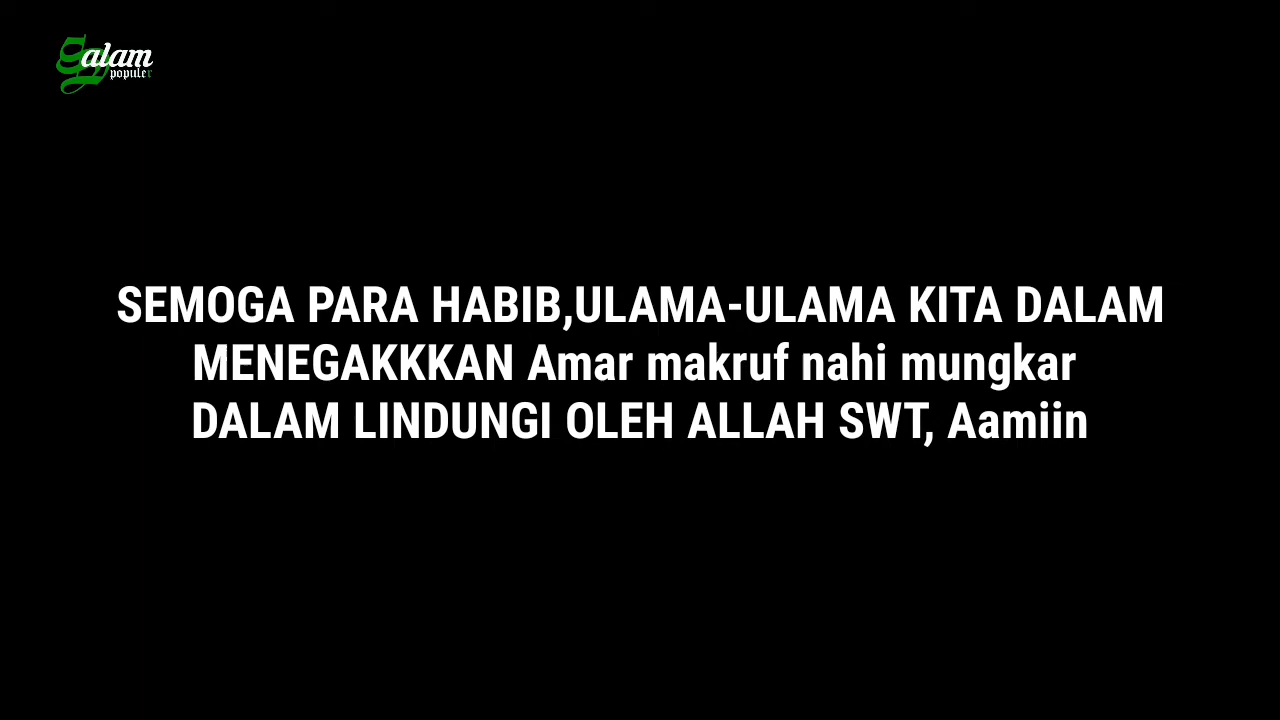 Salam
populer
SEMOGA PARA HABIB,ULAMA-ULAMA KITA DALAM
MENEGAKKKAN Amar makruf nahi mungkar
DALAM LINDUNGI OLEH ALLAH SWT, Aamiin